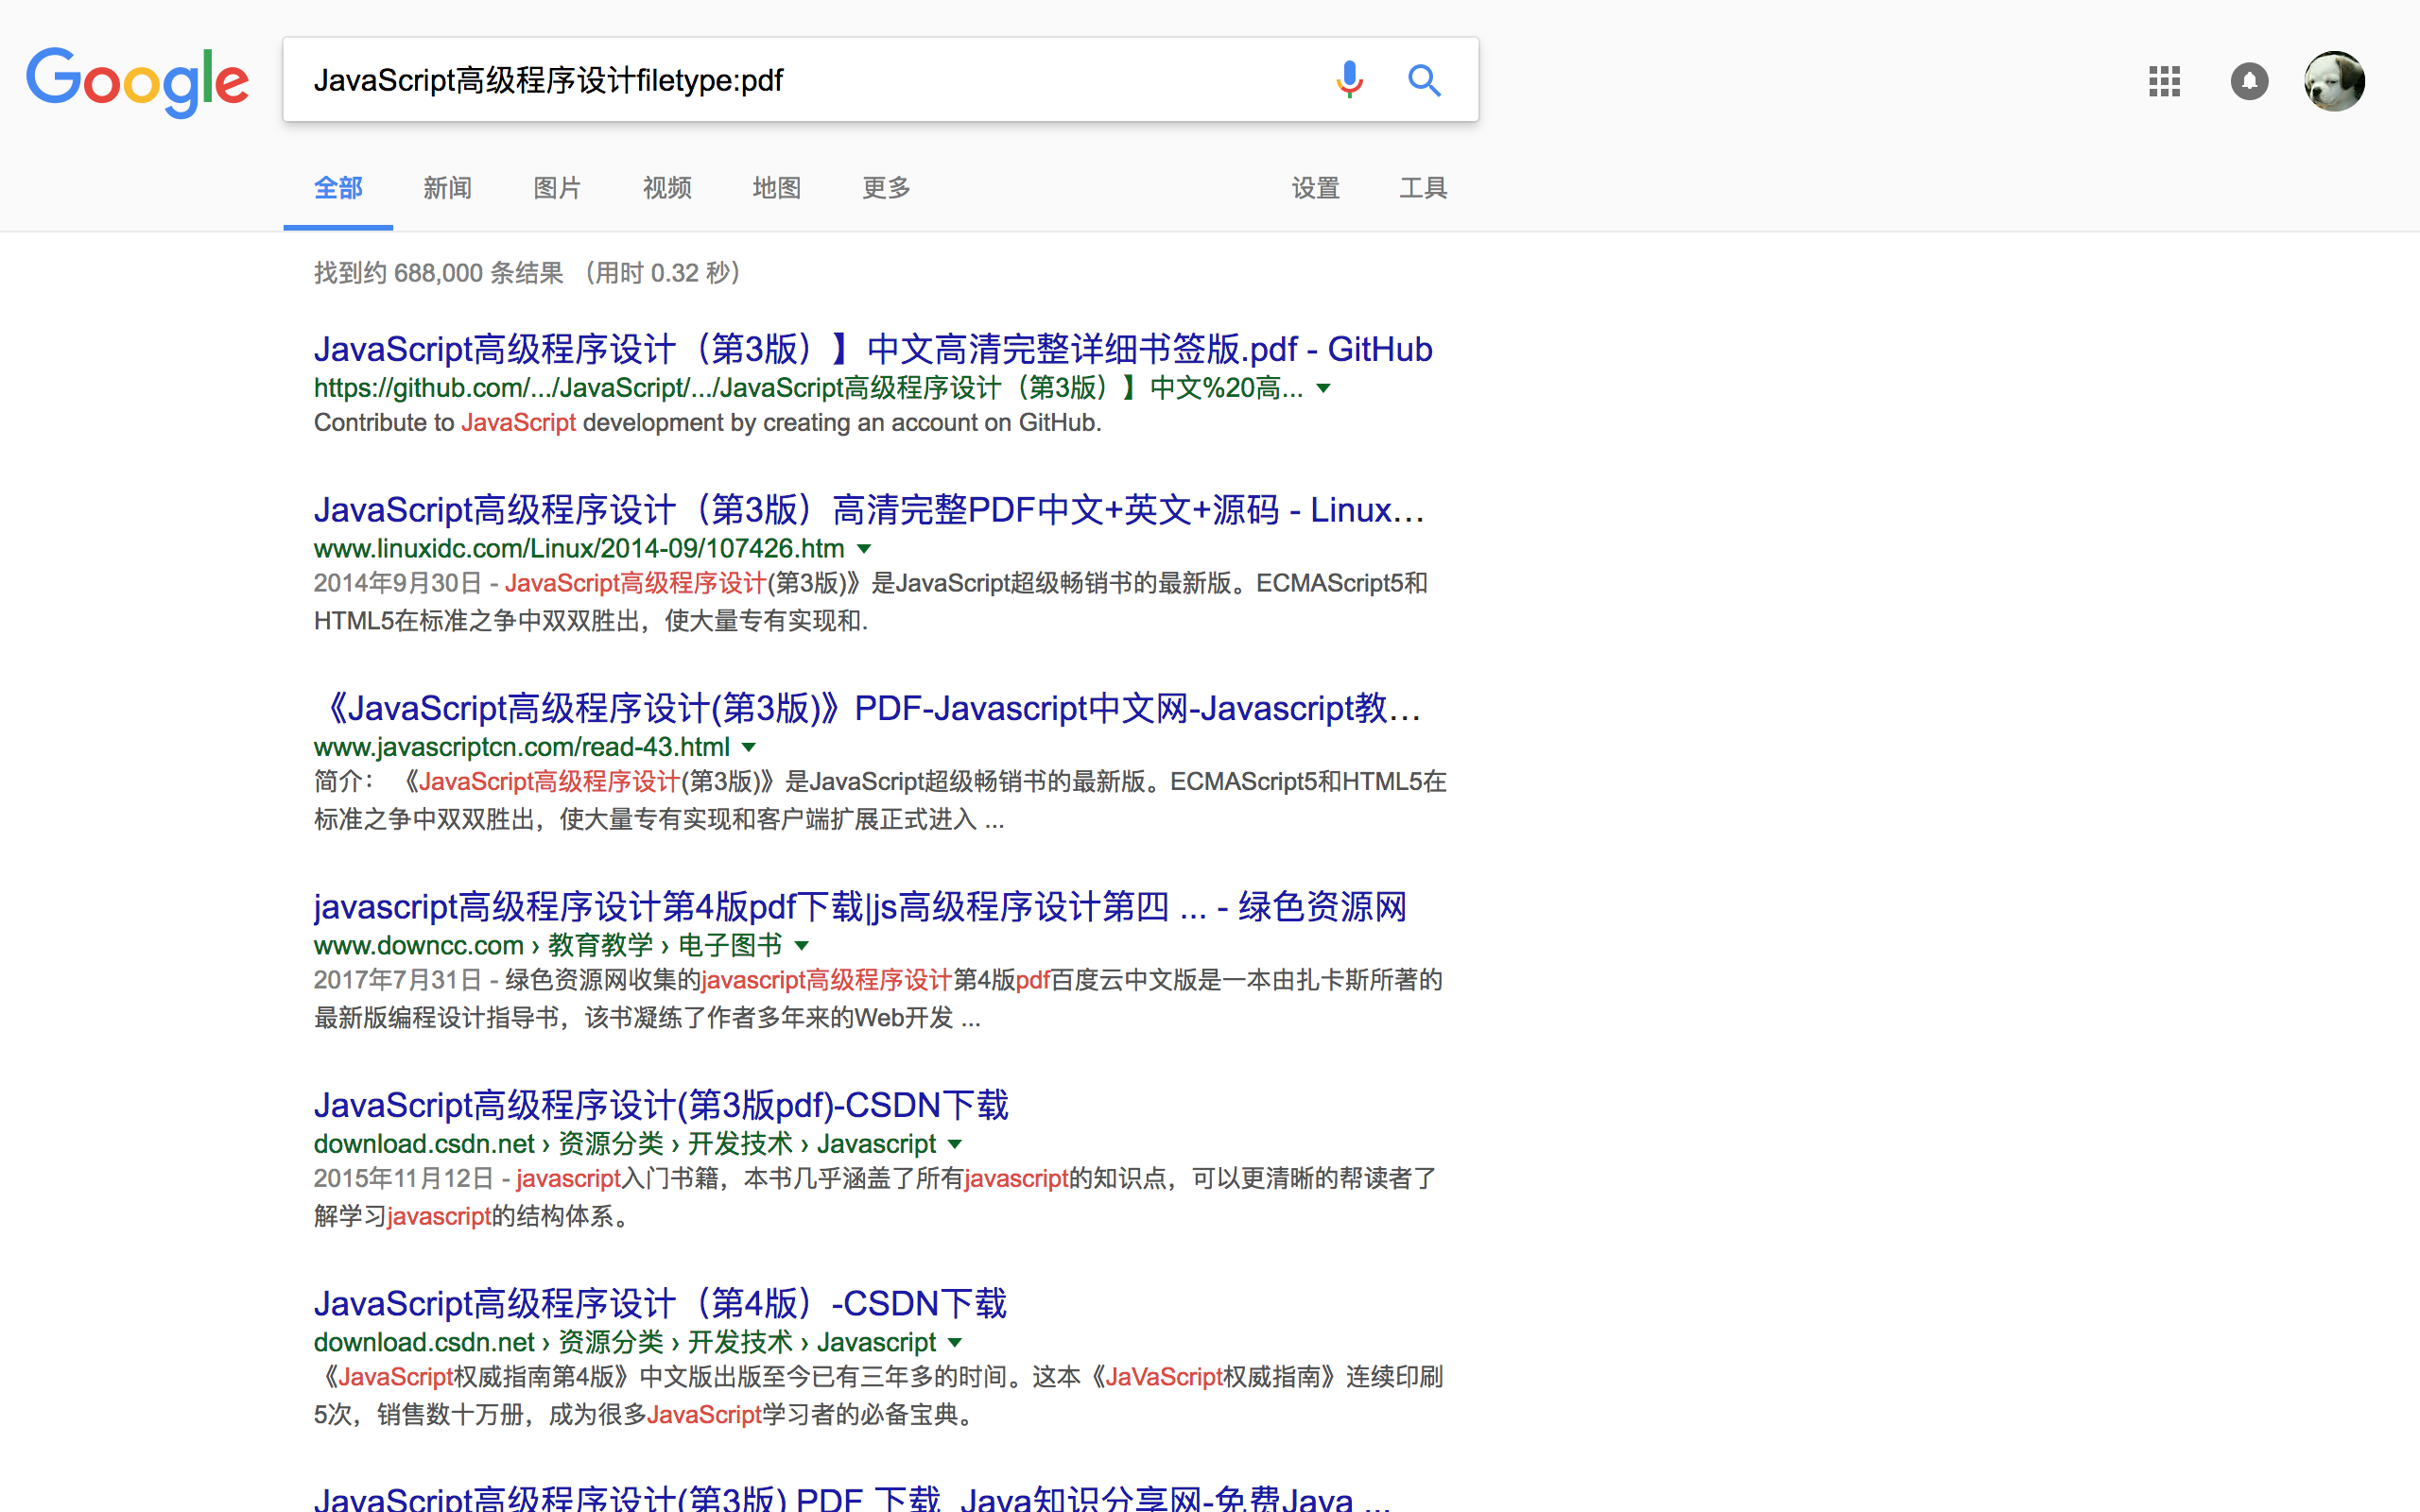 Google
JavaScript高级程序设计filetype:pdf
全部 新闻 图片 视频 地图 更多 设置 工具
找到约 688,000 条结果 （用时 0.32 秒）
JavaScript高级程序设计（第3版）】中文高清完整详细书签版.pdf - GitHub
https://github.com/.../JavaScript/.../JavaScript高级程序设计（第3版）】中文%20高...
Contribute to JavaScript development by creating an account on GitHub.
JavaScript高级程序设计（第3版）高清完整PDF中文+英文+源码 - Linux...
www.linuxidc.com/Linux/2014-09/107426.htm
2014年9月30日 - JavaScript高级程序设计(第3版)》是JavaScript超级畅销书的最新版。ECMAScript5和
HTML5在标准之争中双双胜出，使大量专有实现和.
《JavaScript高级程序设计(第3版)》PDF-Javascript中文网-Javascript教...
www.javascriptcn.com/read-43.html
简介： 《JavaScript高级程序设计(第3版)》是JavaScript超级畅销书的最新版。ECMAScript5和HTML5在
标准之争中双双胜出，使大量专有实现和客户端扩展正式进入 ...
javascript高级程序设计第4版pdf下载|js高级程序设计第四 ... - 绿色资源网
www.downcc.com › 教育教学 › 电子图书
2017年7月31日 - 绿色资源网收集的javascript高级程序设计第4版pdf百度云中文版是一本由扎卡斯所著的
最新版编程设计指导书，该书凝练了作者多年来的Web开发 ...
JavaScript高级程序设计(第3版pdf)-CSDN下载
download.csdn.net › 资源分类 › 开发技术 › Javascript
2015年11月12日 - javascript入门书籍，本书几乎涵盖了所有javascript的知识点，可以更清晰的帮读者了
解学习javascript的结构体系。
JavaScript高级程序设计（第4版）-CSDN下载
download.csdn.net › 资源分类 › 开发技术 › Javascript
《JavaScript权威指南第4版》中文版出版至今已有三年多的时间。这本《JaVaScript权威指南》连续印刷
5次，销售数十万册，成为很多JavaScript学习者的必备宝典。
JavaScript高级程序设计(第3版) PDF 下载_Java知识分享网-免费Java ...